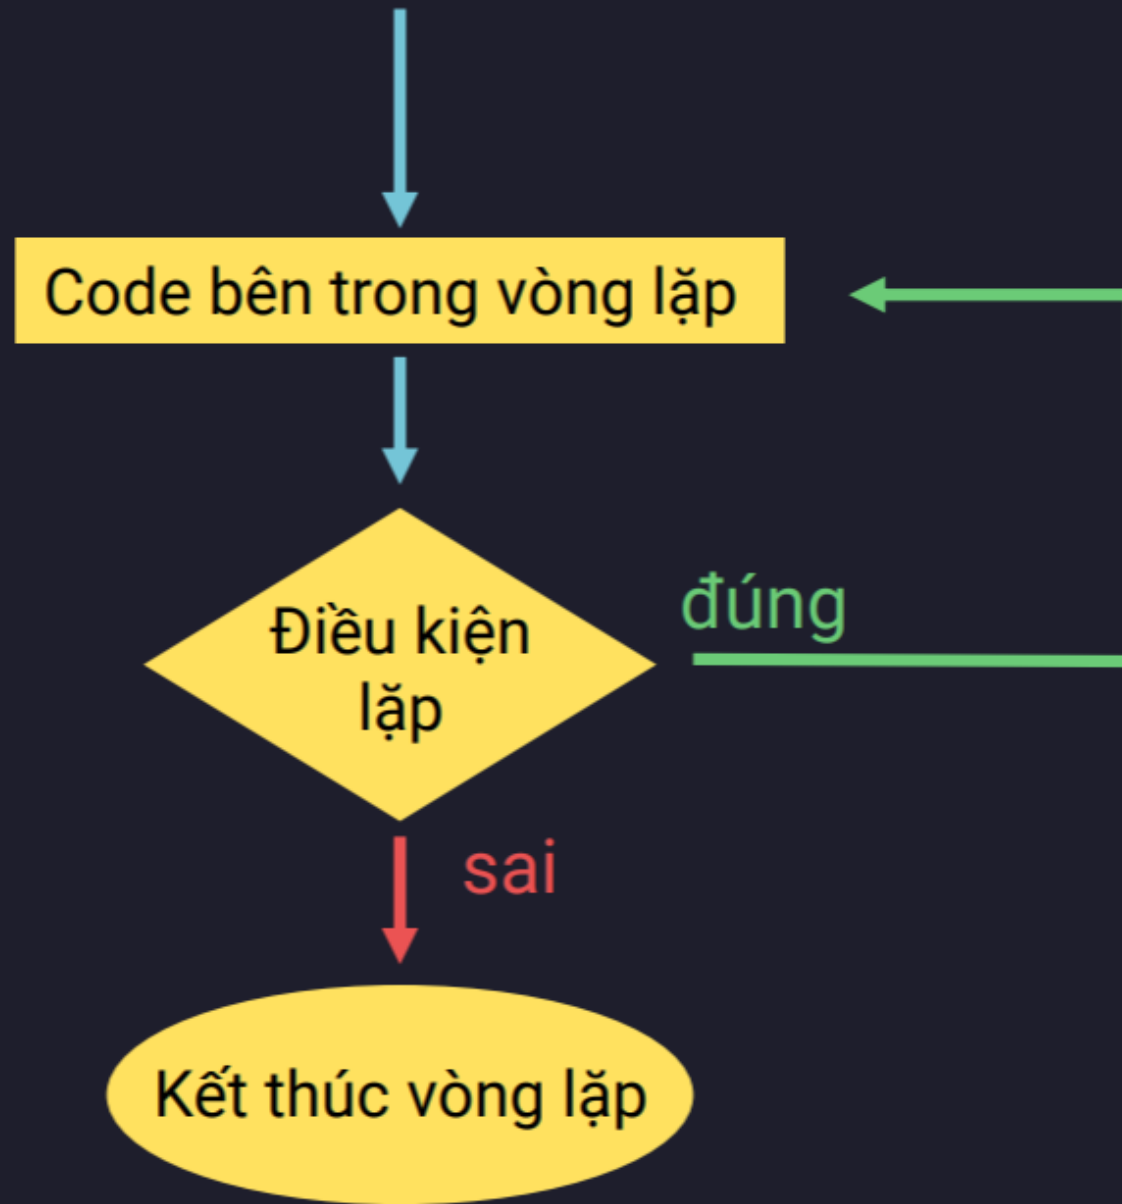 Code bên trong vòng lặp
Điều kiện
lặp
đúng
sai
Kết thúc vòng lặp